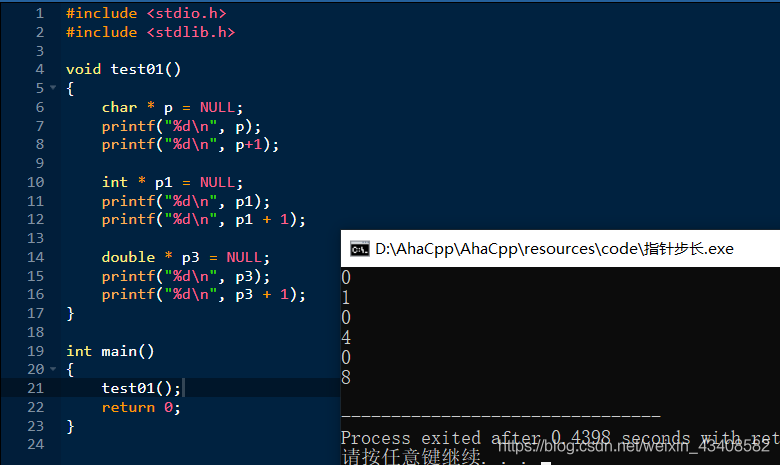 1 #include <stdio.h>
2 #include <stdlib.h>
3
4 void test01()
5 {
6 char * p = NULL;
7 printf("%d\n", p);
8 printf("%d\n", p+1);
9
10 int * p1 = NULL;
11 printf("%d\n", p1);
12 printf("%d\n", p1 + 1);
13
14 double * p3 = NULL;
15 printf("%d\n", p3);
16 printf("%d\n", p3 + 1);
17 }
18
19 int main()
20 {
21 test01();
22 return 0;
23 }
24
D:\AhaCpp\AhaCpp\resources\code\指针步长.exe
0
1
0
4
0
8
--------------------------------
Process exited after 0.4398 seconds with ret
请按任意键继续. . .
https://blog.csdn.net/weixin_43408582